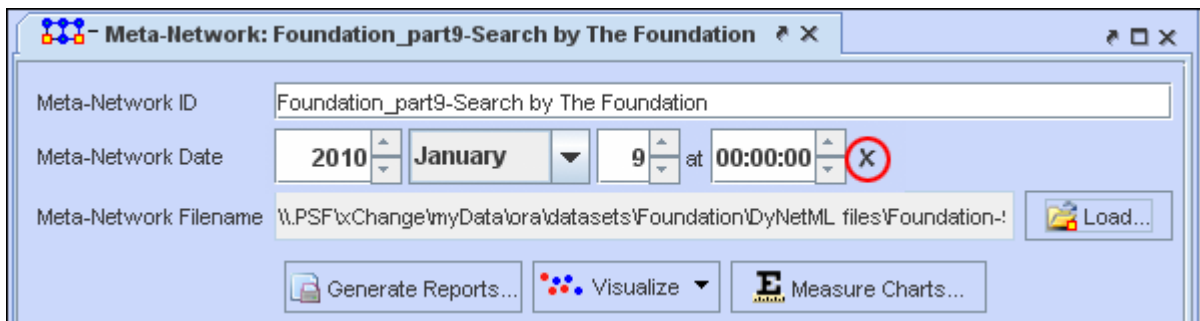 Meta-Network: Foundation_part9-Search by The Foundation
Meta-Network ID Foundation_part9-Search by The Foundation
Meta-Network Date 2010 January 9 at 00:00:00 X
Meta-Network Filename \\.PSF\xChange\myData\ora\datasets\Foundation\DyNetML files\Foundation- Load...
Generate Reports... Visualize E Measure Charts...